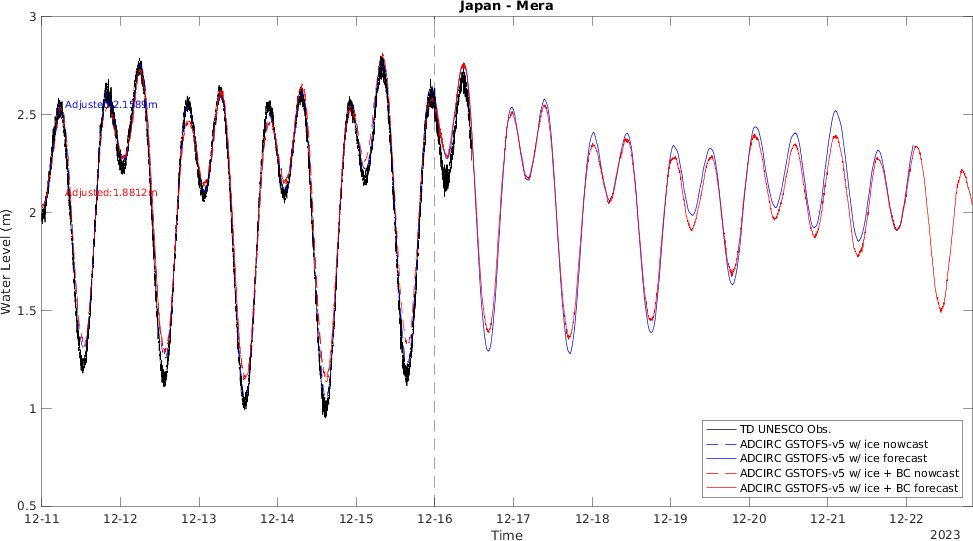 Japan - Mera
3
2.5
2
1.5
1
0.5
Water Level (m)
Adjusted:2.1589m
Adjusted:1.8812m
TD UNESCO Obs.
ADCIRC GSTOFS-v5 w/ ice nowcast
ADCIRC GSTOFS-v5 w/ ice forecast
ADCIRC GSTOFS-v5 w/ ice + BC nowcast
ADCIRC GSTOFS-v5 w/ ice + BC forecast
12-11 12-12 12-13 12-14 12-15 12-16 12-17 12-18 12-19 12-20 12-21 12-22
Time
2023